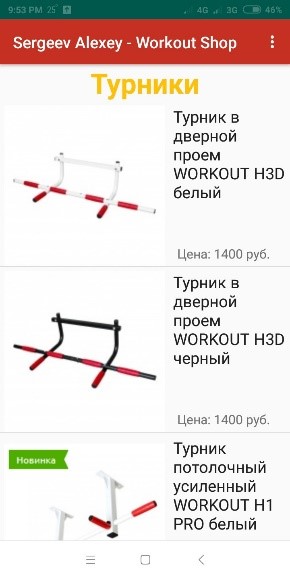 9:53 PM 25° 4G 3G 46%
Sergeev Alexey - Workout Shop
Турники
Турник в
дверной
проем
WORKOUT H3D
белый
Цена: 1400 руб.
Турник в
дверной
проем
WORKOUT H3D
черный
Цена: 1400 руб.
Новинка
Турник
потолочный
усиленный
WORKOUT H1
PRO белый